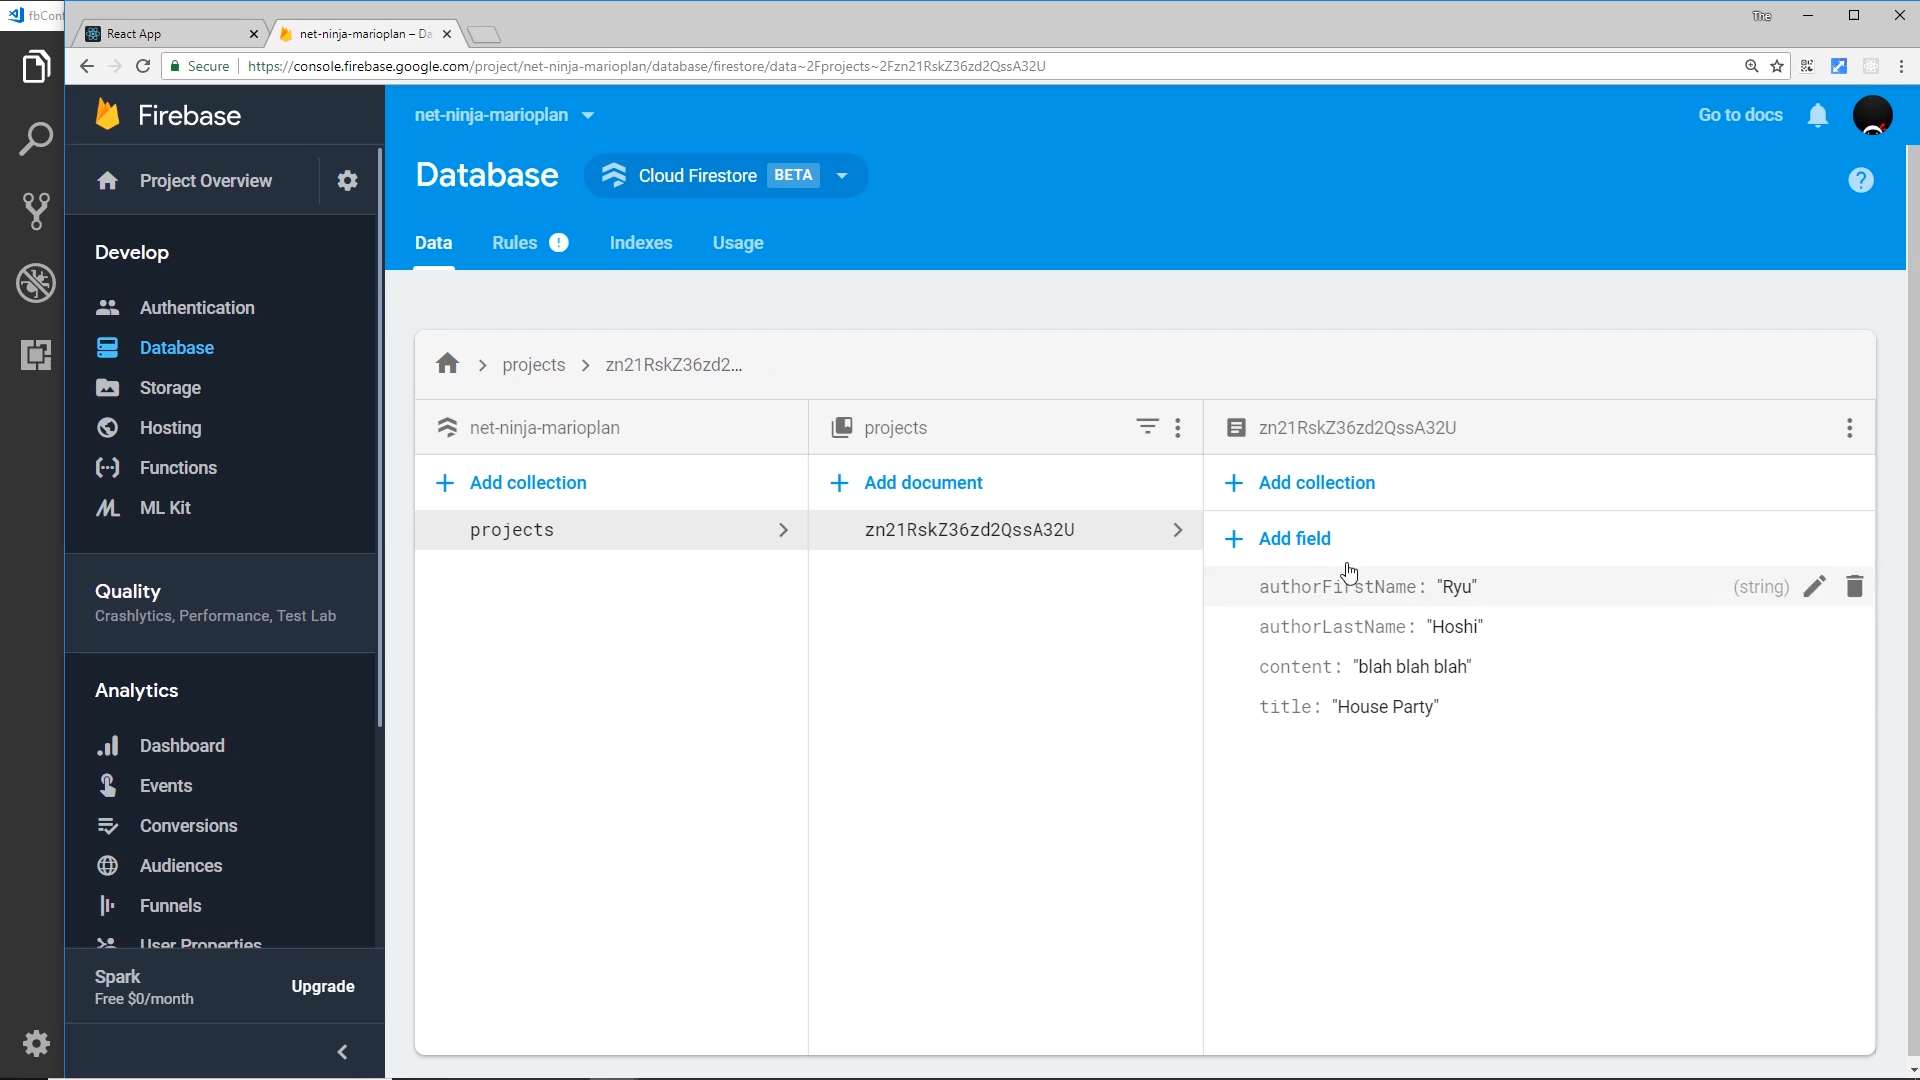 fbConf
React App
net-ninja-marioplan – Da
The
Secure
https://console.firebase.google.com/project/net-ninja-marioplan/database/firestore/data~2Fprojects~2Fzn21RskZ36zd2QssA32U
Firebase
net-ninja-marioplan
Go to docs
Project Overview
Database
Cloud Firestore
BETA
?
Data
Rules !
Indexes
Usage
Develop
Authentication
Database
Storage
Hosting
Functions
ML Kit
Quality
Crashlytics, Performance, Test Lab
Analytics
Dashboard
Events
Conversions
Audiences
Funnels
User Properties
Spark
Free $0/month
Upgrade
projects
zn21RskZ36zd2...
net-ninja-marioplan
projects
zn21RskZ36zd2QssA32U
Add collection
Add document
Add collection
projects
zn21RskZ36zd2QssA32U
Add field
authorFirstName: "Ryu"
(string)
authorLastName: "Hoshi"
content: "blah blah blah"
title: "House Party"